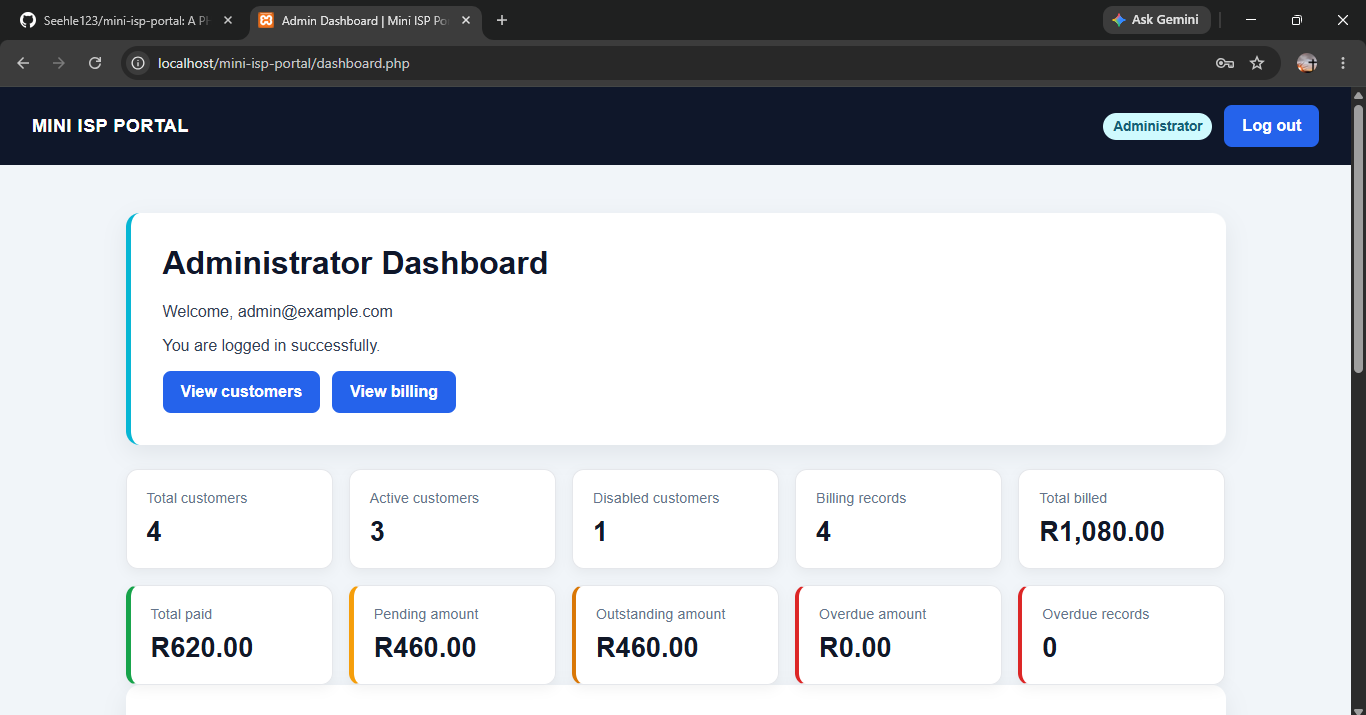 Seehle123/mini-isp-portal: A PH
Admin Dashboard | Mini ISP Po
Ask Gemini
localhost/mini-isp-portal/dashboard.php
MINI ISP PORTAL
Administrator
Log out
Administrator Dashboard
Welcome, admin@example.com
You are logged in successfully.
View customers
View billing
Total customers
4
Active customers
3
Disabled customers
1
Billing records
4
Total billed
R1,080.00
Total paid
R620.00
Pending amount
R460.00
Outstanding amount
R460.00
Overdue amount
R0.00
Overdue records
0